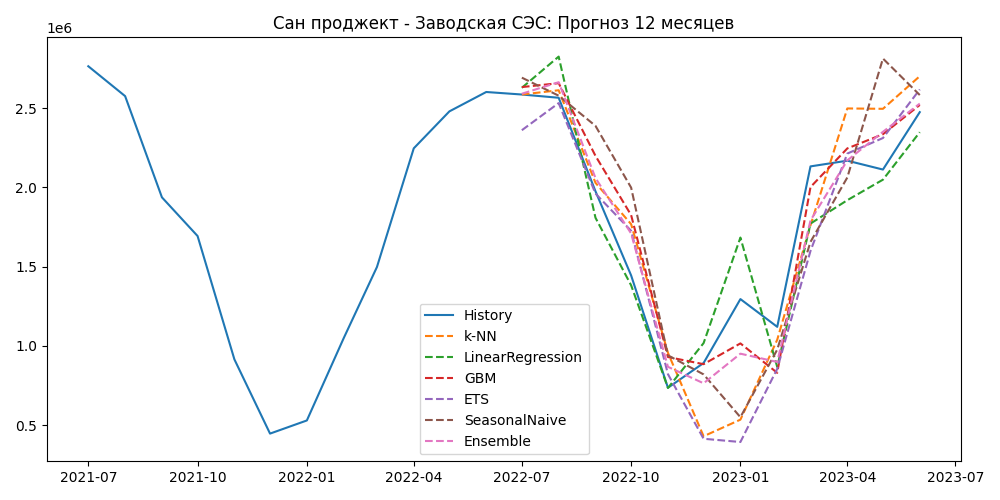 Сан проджект - Заводская СЭС: Прогноз 12 месяцев
1e6
2.5
2.0
1.5
1.0
0.5
History
k-NN
LinearRegression
GBM
ETS
SeasonalNaive
Ensemble
2021-07 2021-10 2022-01 2022-04 2022-07 2022-10 2023-01 2023-04 2023-07